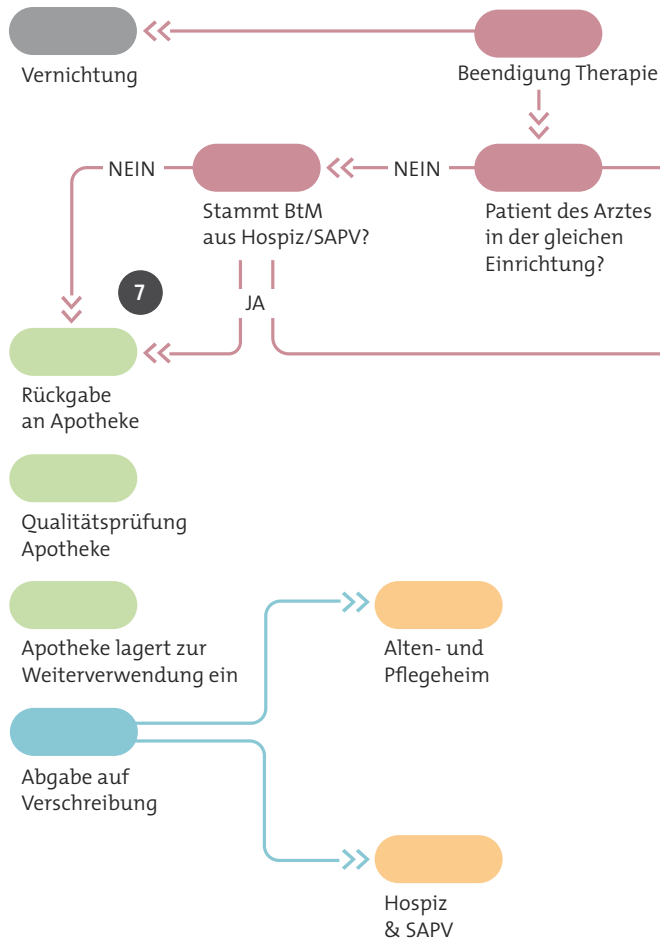 Vernichtung
Beendigung Therapie
NEIN
NEIN
Stammt BtM
aus Hospiz/SAPV?
Patient des Arztes
in der gleichen
Einrichtung?
7
JA
Rückgabe
an Apotheke
Qualitätsprüfung
Apotheke
Apotheke lagert zur
Weiterverwendung ein
Alten- und
Pflegeheim
Abgabe auf
Verschreibung
Hospiz
& SAPV